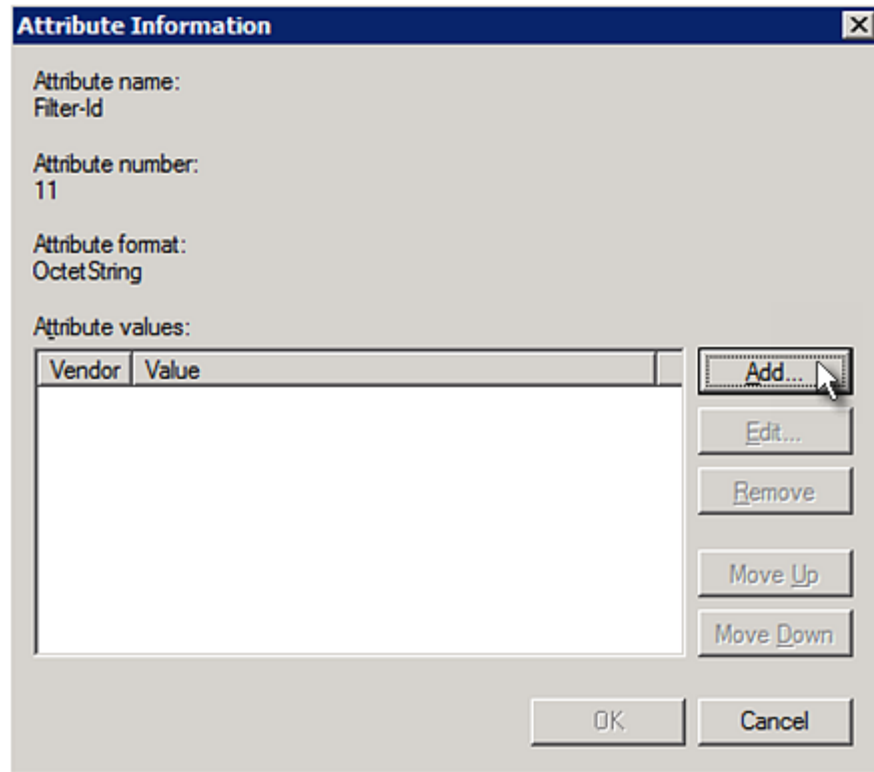 Attribute Information
Attribute name:
Filter-Id
Attribute number:
11
Attribute format:
OctetString
Attribute values:
Vendor Value
Add...
Edit...
Remove
Move Up
Move Down
OK Cancel